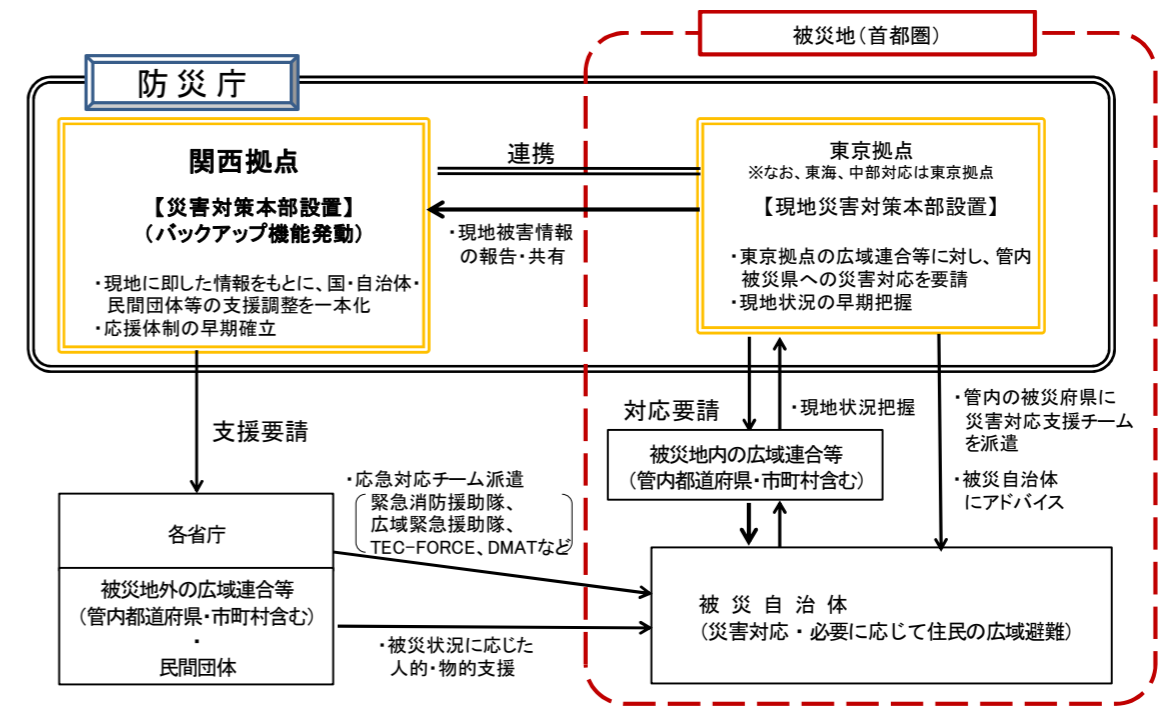 被災地(首都圏)
防災庁
関西拠点
【災害対策本部設置】
(バックアップ機能発動)
・現地に即した情報をもとに、国・自治体・
民間団体等の支援調整を一本化
・応援体制の早期確立
連携
・現地被害情報
の報告・共有
東京拠点
※なお、東海、中部対応は東京拠点
【現地災害対策本部設置】
・東京拠点の広域連合等に対し、管内
被災県への災害対応を要請
・現地状況の早期把握
支援要請
対応要請
・現地状況把握
・管内の被災府県に
災害対応支援チーム
を派遣
・被災自治体
にアドバイス
被災地内の広域連合等
(管内都道府県・市町村含む)
・応急対応チーム派遣
緊急消防援助隊、
広域緊急援助隊、
TEC-FORCE、DMATなど
各省庁
被災地外の広域連合等
(管内都道府県・市町村含む)
・
民間団体
・被災状況に応じた
人的・物的支援
被災自治体
(災害対応・必要に応じて住民の広域避難)